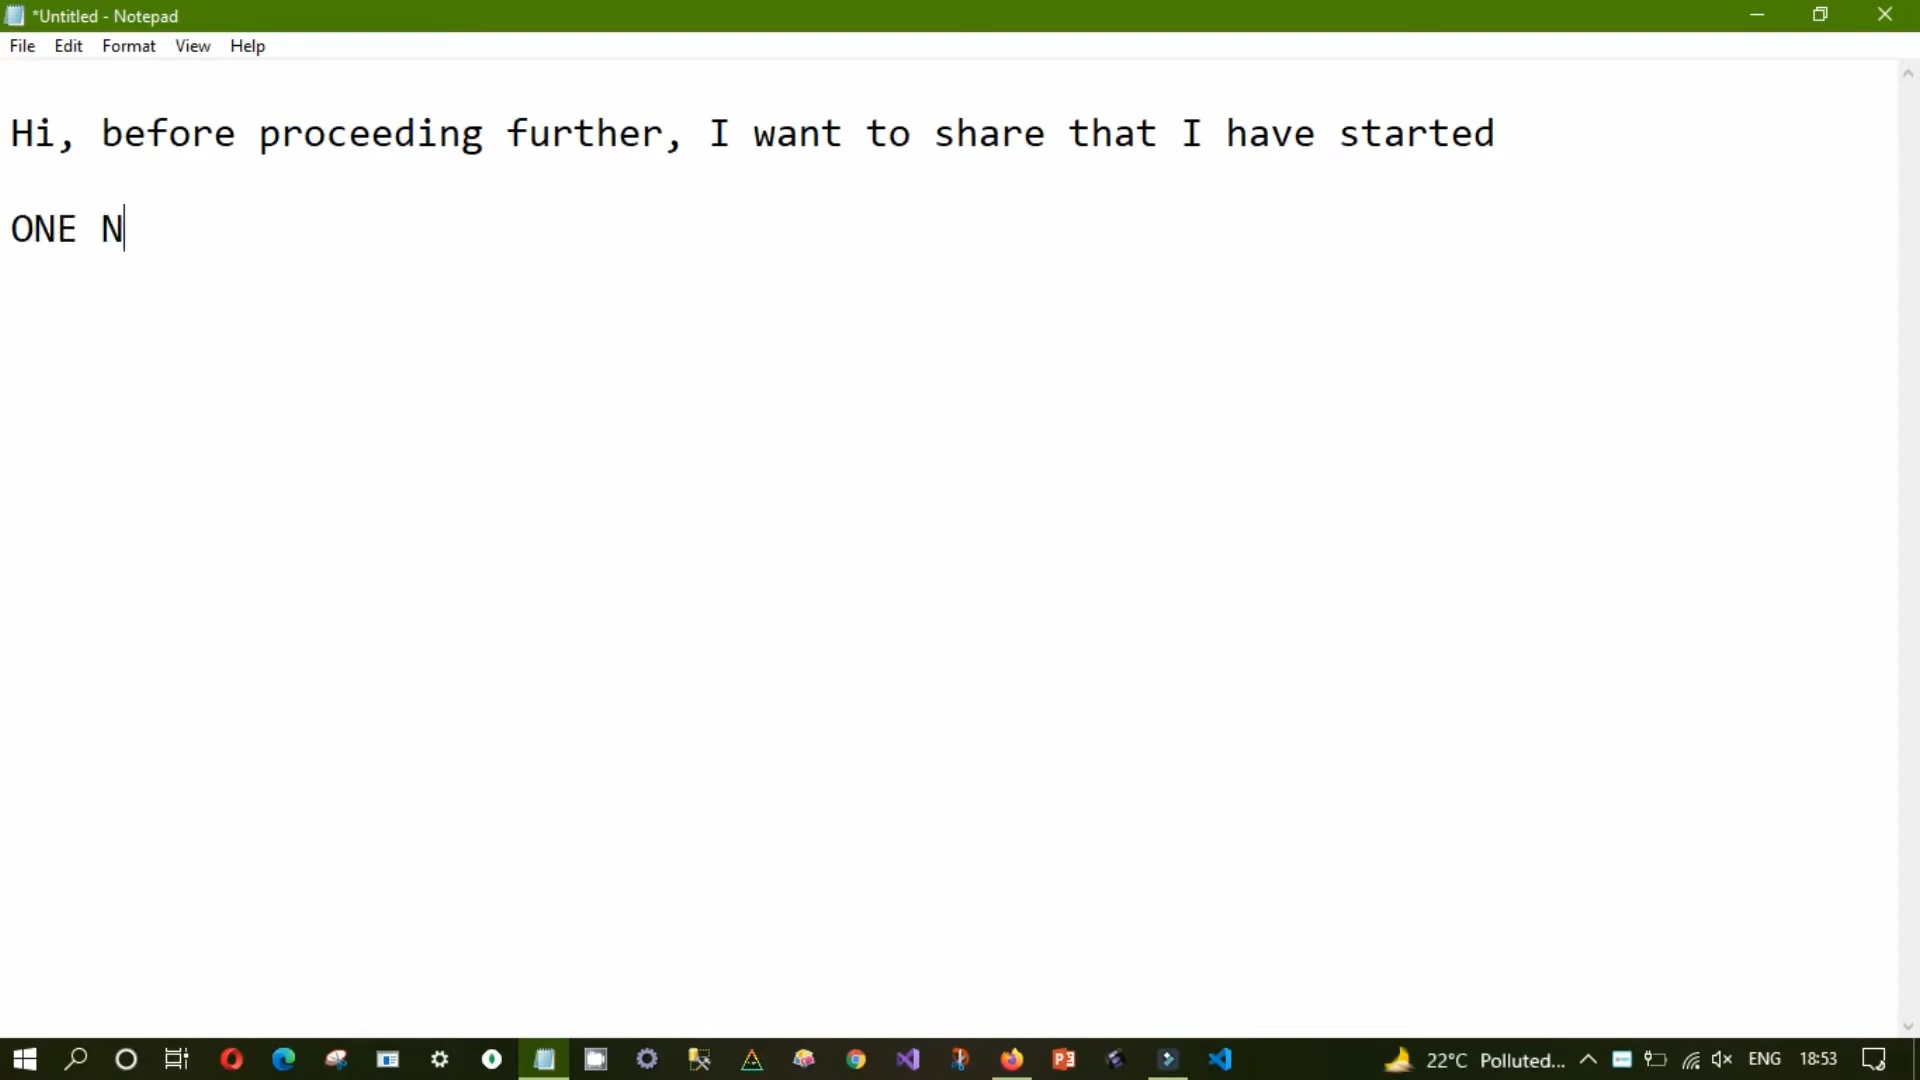 *Untitled - Notepad
File Edit Format View Help
Hi, before proceeding further, I want to share that I have started
ONE N
22°C Polluted... ENG 18:53